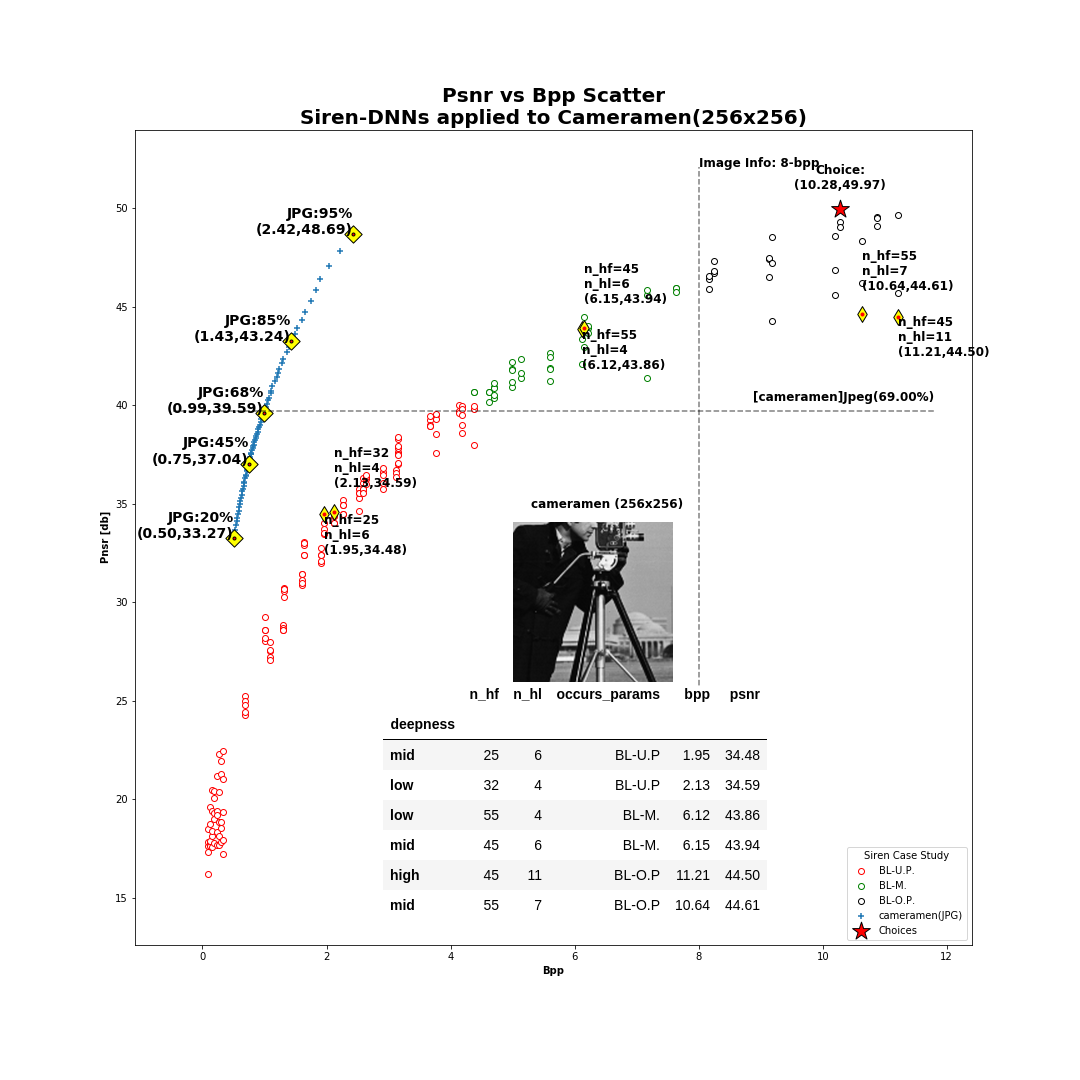 Psnr vs Bpp Scatter
Siren-DNNs applied to Cameramen(256x256)
Image Info: 8-bpp
Choice:
(10.28,49.97)
JPG:95%
(2.42,48.69)
n_hf=45
n_hl=6
(6.15,43.94)
n_hf=55
n_hl=7
(10.64,44.61)
JPG:85%
(1.43,43.24)
n_hf=55
n_hl=4
(6.12,43.86)
n_hf=45
n_hl=11
(11.21,44.50)
JPG:68%
(0.99,39.59)
[cameramen]Jpeg(69.00%)
JPG:45%
(0.75,37.04)
n_hf=32
n_hl=4
(2.13,34.59)
JPG:20%
(0.50,33.27)
n_hf=25
n_hl=6
(1.95,34.48)
cameramen (256x256)
n_hf n_hl occurs_params bpp psnr
deepness
mid 25 6 BL-U.P 1.95 34.48
low 32 4 BL-U.P 2.13 34.59
low 55 4 BL-M. 6.12 43.86
mid 45 6 BL-M. 6.15 43.94
high 45 11 BL-O.P 11.21 44.50
mid 55 7 BL-O.P 10.64 44.61
Siren Case Study
BL-U.P.
BL-M.
BL-O.P.
cameramen(JPG)
Choices
50
45
40
35
30
25
20
15
Pnsr [db]
0 2 4 6 8 10 12
Bpp